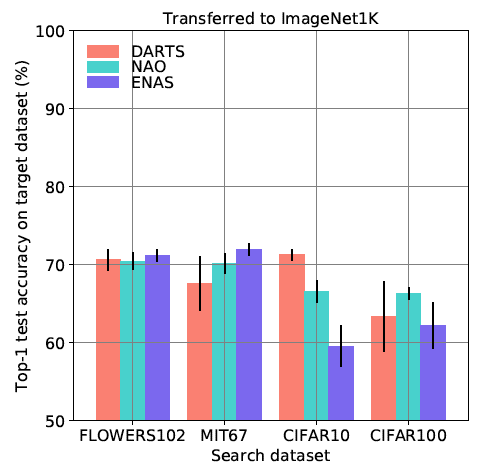 Transferred to ImageNet1K
Top-1 test accuracy on target dataset (%)
100
90
80
70
60
50
DARTS
NAO
ENAS
FLOWERS102 MIT67 CIFAR10 CIFAR100
Search dataset